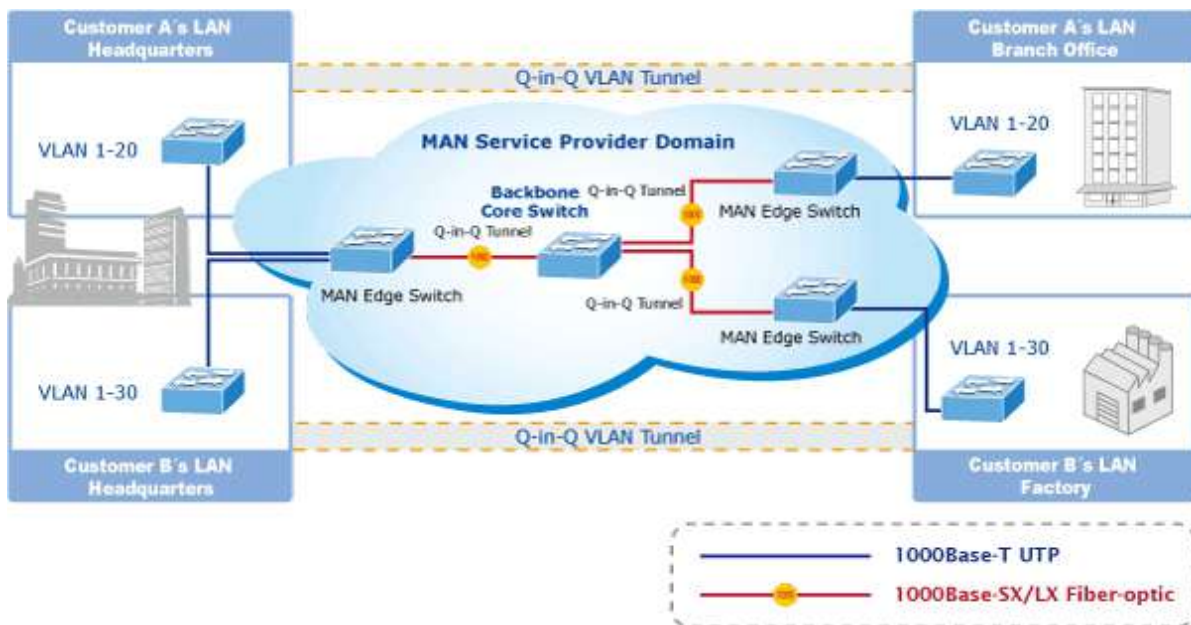 Customer A´s LAN
Headquarters
Customer A´s LAN
Branch Office
Q-in-Q VLAN Tunnel
VLAN 1-20
VLAN 1-20
MAN Service Provider Domain
Q-in-Q Tunnel
Backbone
Core Switch
MAN Edge Switch
Q-in-Q Tunnel
MAN Edge Switch
Q-in-Q Tunnel
MAN Edge Switch
VLAN 1-30
VLAN 1-30
Q-in-Q VLAN Tunnel
Customer B´s LAN
Headquarters
Customer B´s LAN
Factory
1000Base-T UTP
1000Base-SX/LX Fiber-optic